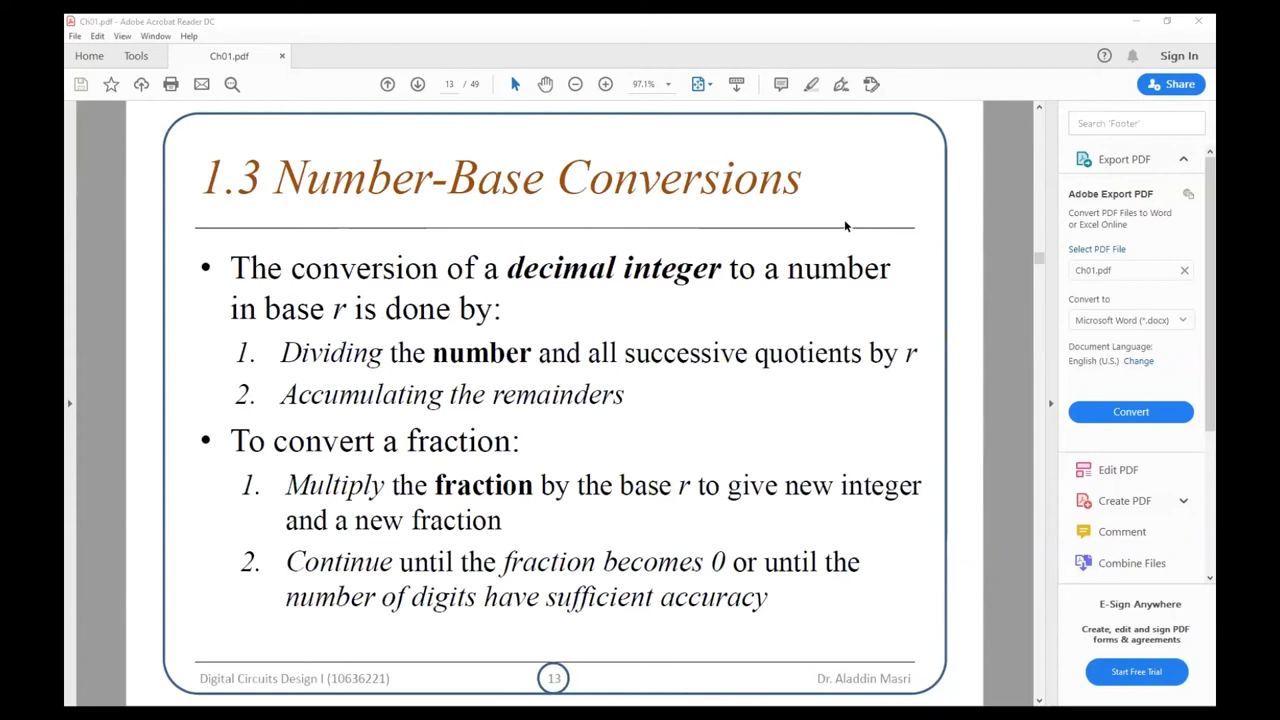 Ch01.pdf - Adobe Acrobat Reader DC
File Edit View Window Help
Home Tools Ch01.pdf × Sign In
13 / 49 97.1% Share
1.3 Number-Base Conversions
• The conversion of a decimal integer to a number
in base r is done by:
1. Dividing the number and all successive quotients by r
2. Accumulating the remainders
• To convert a fraction:
1. Multiply the fraction by the base r to give new integer
and a new fraction
2. Continue until the fraction becomes 0 or until the
number of digits have sufficient accuracy
Digital Circuits Design I (10636221) 13 Dr. Aladdin Masri
Search 'Footer'
Export PDF
Adobe Export PDF
Convert PDF Files to Word
or Excel Online
Select PDF File
Ch01.pdf ×
Convert to
Microsoft Word (*.docx)
Document Language:
English (U.S.) Change
Convert
Edit PDF
Create PDF
Comment
Combine Files
E-Sign Anywhere
Create, edit and sign PDF
forms & agreements
Start Free Trial